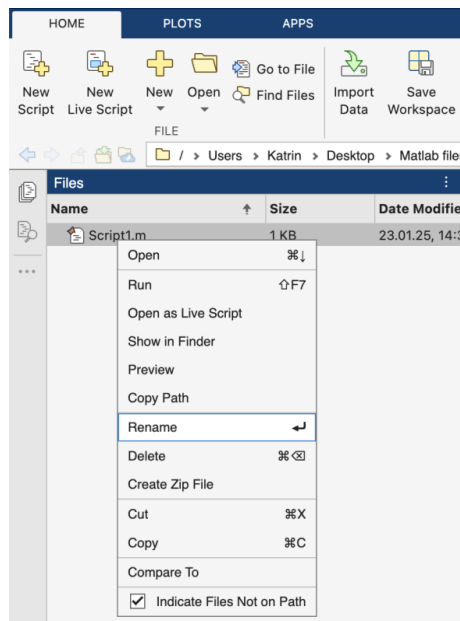 HOME PLOTS APPS
New Script
New Live Script
New
Open
Go to File
Find Files
Import Data
Save Workspace
FILE
/ › Users › Katrin › Desktop › Matlab file
Files
Name Size Date Modifie
Script1.m 1 KB 23.01.25, 14:3
Open ⌘↓
Run ⇧F7
Open as Live Script
Show in Finder
Preview
Copy Path
Rename ↵
Delete ⌘⌫
Create Zip File
Cut ⌘X
Copy ⌘C
Compare To
Indicate Files Not on Path